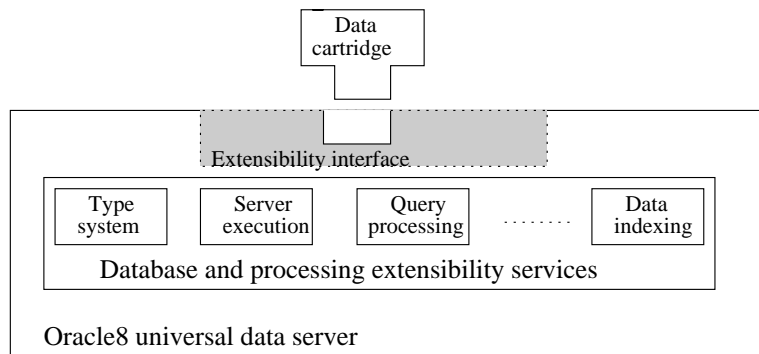 Data
cartridge
Extensibility interface
Type
system
Server
execution
Query
processing
........
Data
indexing
Database and processing extensibility services
Oracle8 universal data server